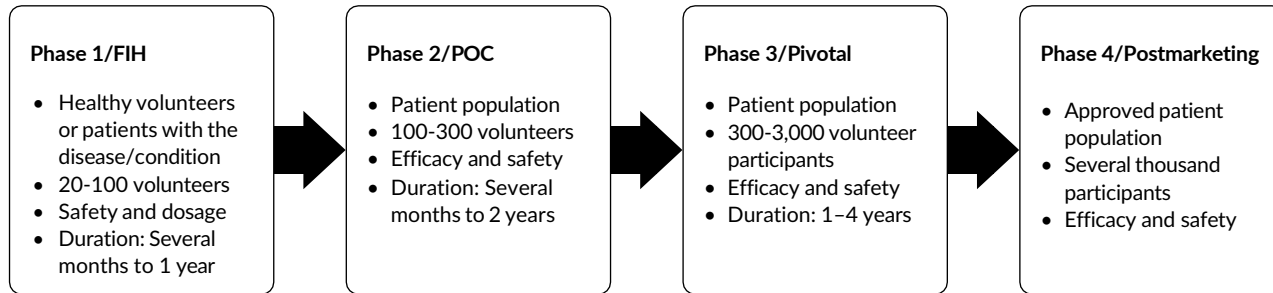 Phase 1/FIH
• Healthy volunteers
or patients with the
disease/condition
• 20-100 volunteers
• Safety and dosage
• Duration: Several
months to 1 year
Phase 2/POC
• Patient population
• 100-300 volunteers
• Efficacy and safety
• Duration: Several
months to 2 years
Phase 3/Pivotal
• Patient population
• 300-3,000 volunteer
participants
• Efficacy and safety
• Duration: 1–4 years
Phase 4/Postmarketing
• Approved patient
population
• Several thousand
participants
• Efficacy and safety